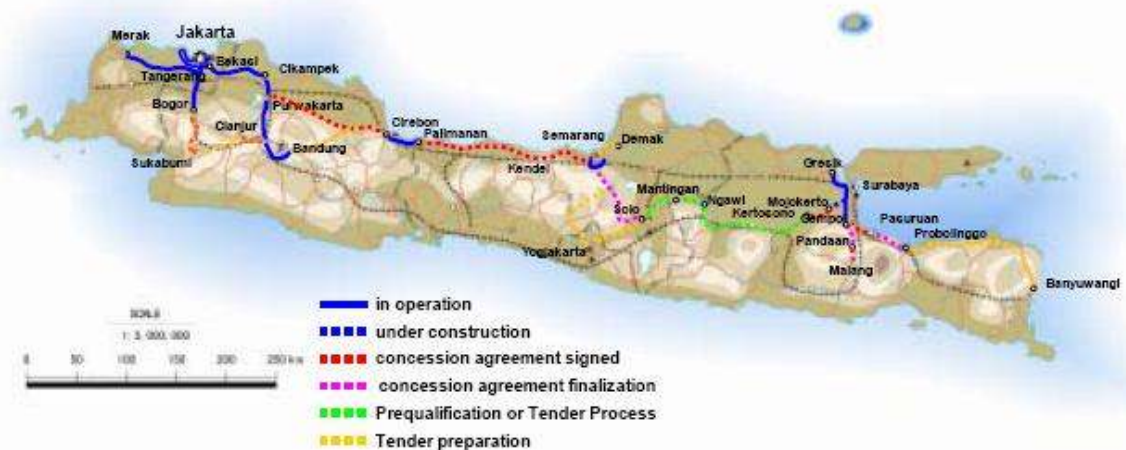 Jakarta
Merak
Bekasi
Cikampek
Tangerang
Bogor
Purwakarta
Cianjur
Cirebon
Palimanan
Semarang
Demak
Bandung
Sukabumi
Kendel
Gresik
Surabaya
Mantingan
Ngawi
Mojokerto
Solo
Kertosono
Gempol
Pasuruan
Probolinggo
Pandaan
Yogjakarta
Malang
Banyuwangi
SCALE
1: 3, 000, 000
0 50 100 150 200 250 km
in operation
under construction
concession agreement signed
concession agreement finalization
Prequalification or Tender Process
Tender preparation